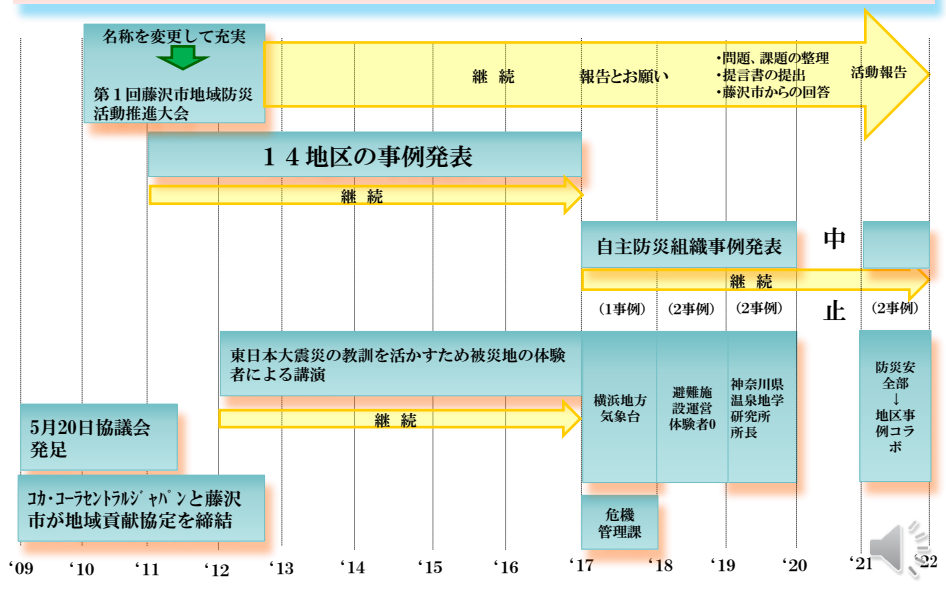 名称を変更して充実
第１回藤沢市地域防災
活動推進大会
継　続
報告とお願い
・問題、課題の整理
・提言書の提出
・藤沢市からの回答
活動報告
１４地区の事例発表
継　続
自主防災組織事例発表
中
継　続
（1事例）
（2事例）
（2事例）
止
（2事例）
東日本大震災の教訓を活かすため被災地の体験
者による講演
継　続
横浜地方
気象台
避難施
設運営
体験者0
神奈川県
温泉地学
研究所
所長
防災安
全部
↓
地区事
例コラ
ボ
5月20日協議会
発足
ｺｶ･ｺｰﾗｾﾝﾄﾗﾙｼﾞｬﾊﾟﾝと藤沢
市が地域貢献協定を締結
危機
管理課
‘09
‘10
‘11
‘12
‘13
‘14
‘15
‘16
‘17
‘18
‘19
‘20
‘21
‘22